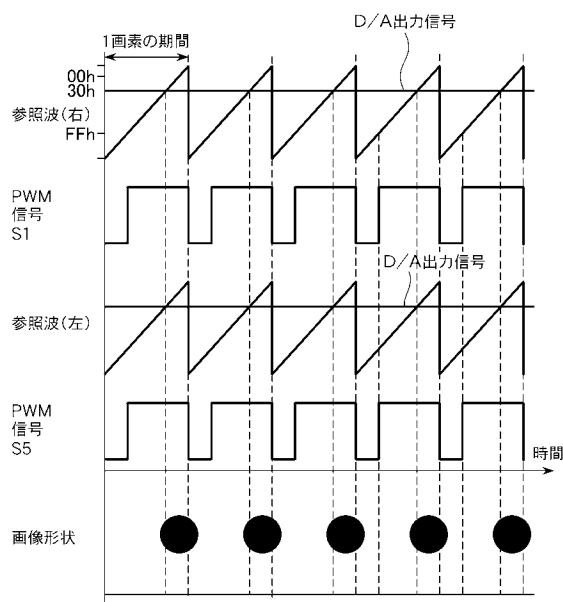 D/A出力信号
1画素の期間
00h
30h
参照波(右)
FFh
PWM
信号
S1
D/A出力信号
参照波(左)
PWM
信号
S5
時間
画像形状